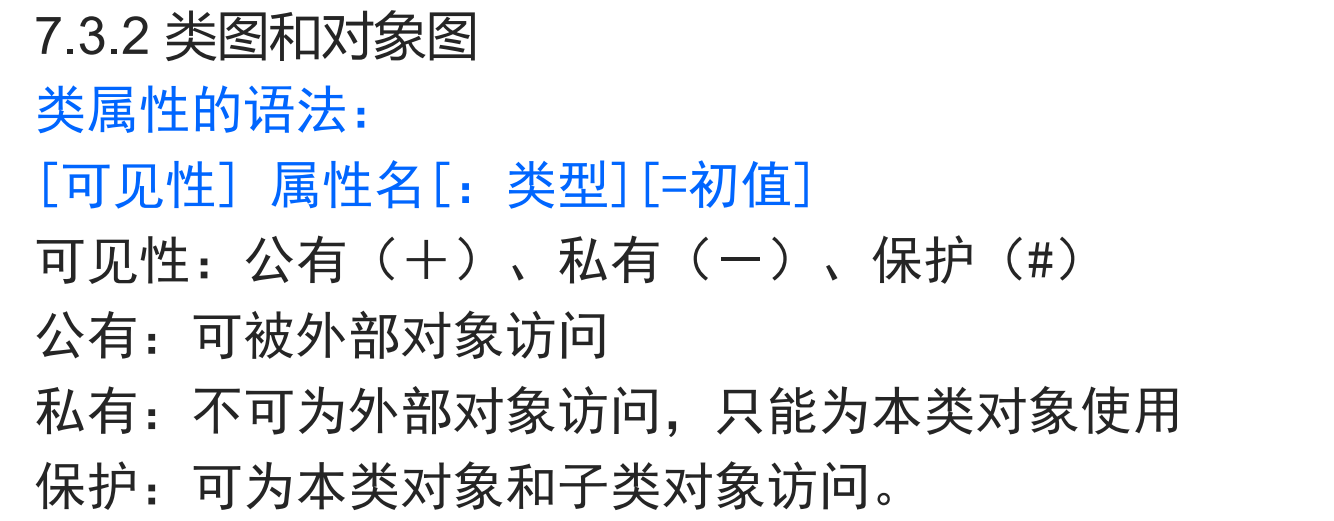 7.3.2 类图和对象图
类属性的语法：
[可见性] 属性名[：类型][=初值]
可见性：公有（＋）、私有（－）、保护（#）
公有：可被外部对象访问
私有：不可为外部对象访问，只能为本类对象使用
保护：可为本类对象和子类对象访问。